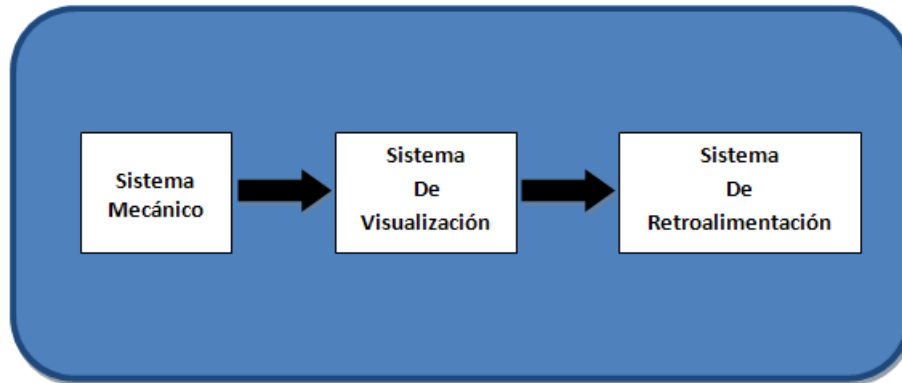 Sistema
Mecánico
Sistema
De
Visualización
Sistema
De
Retroalimentación